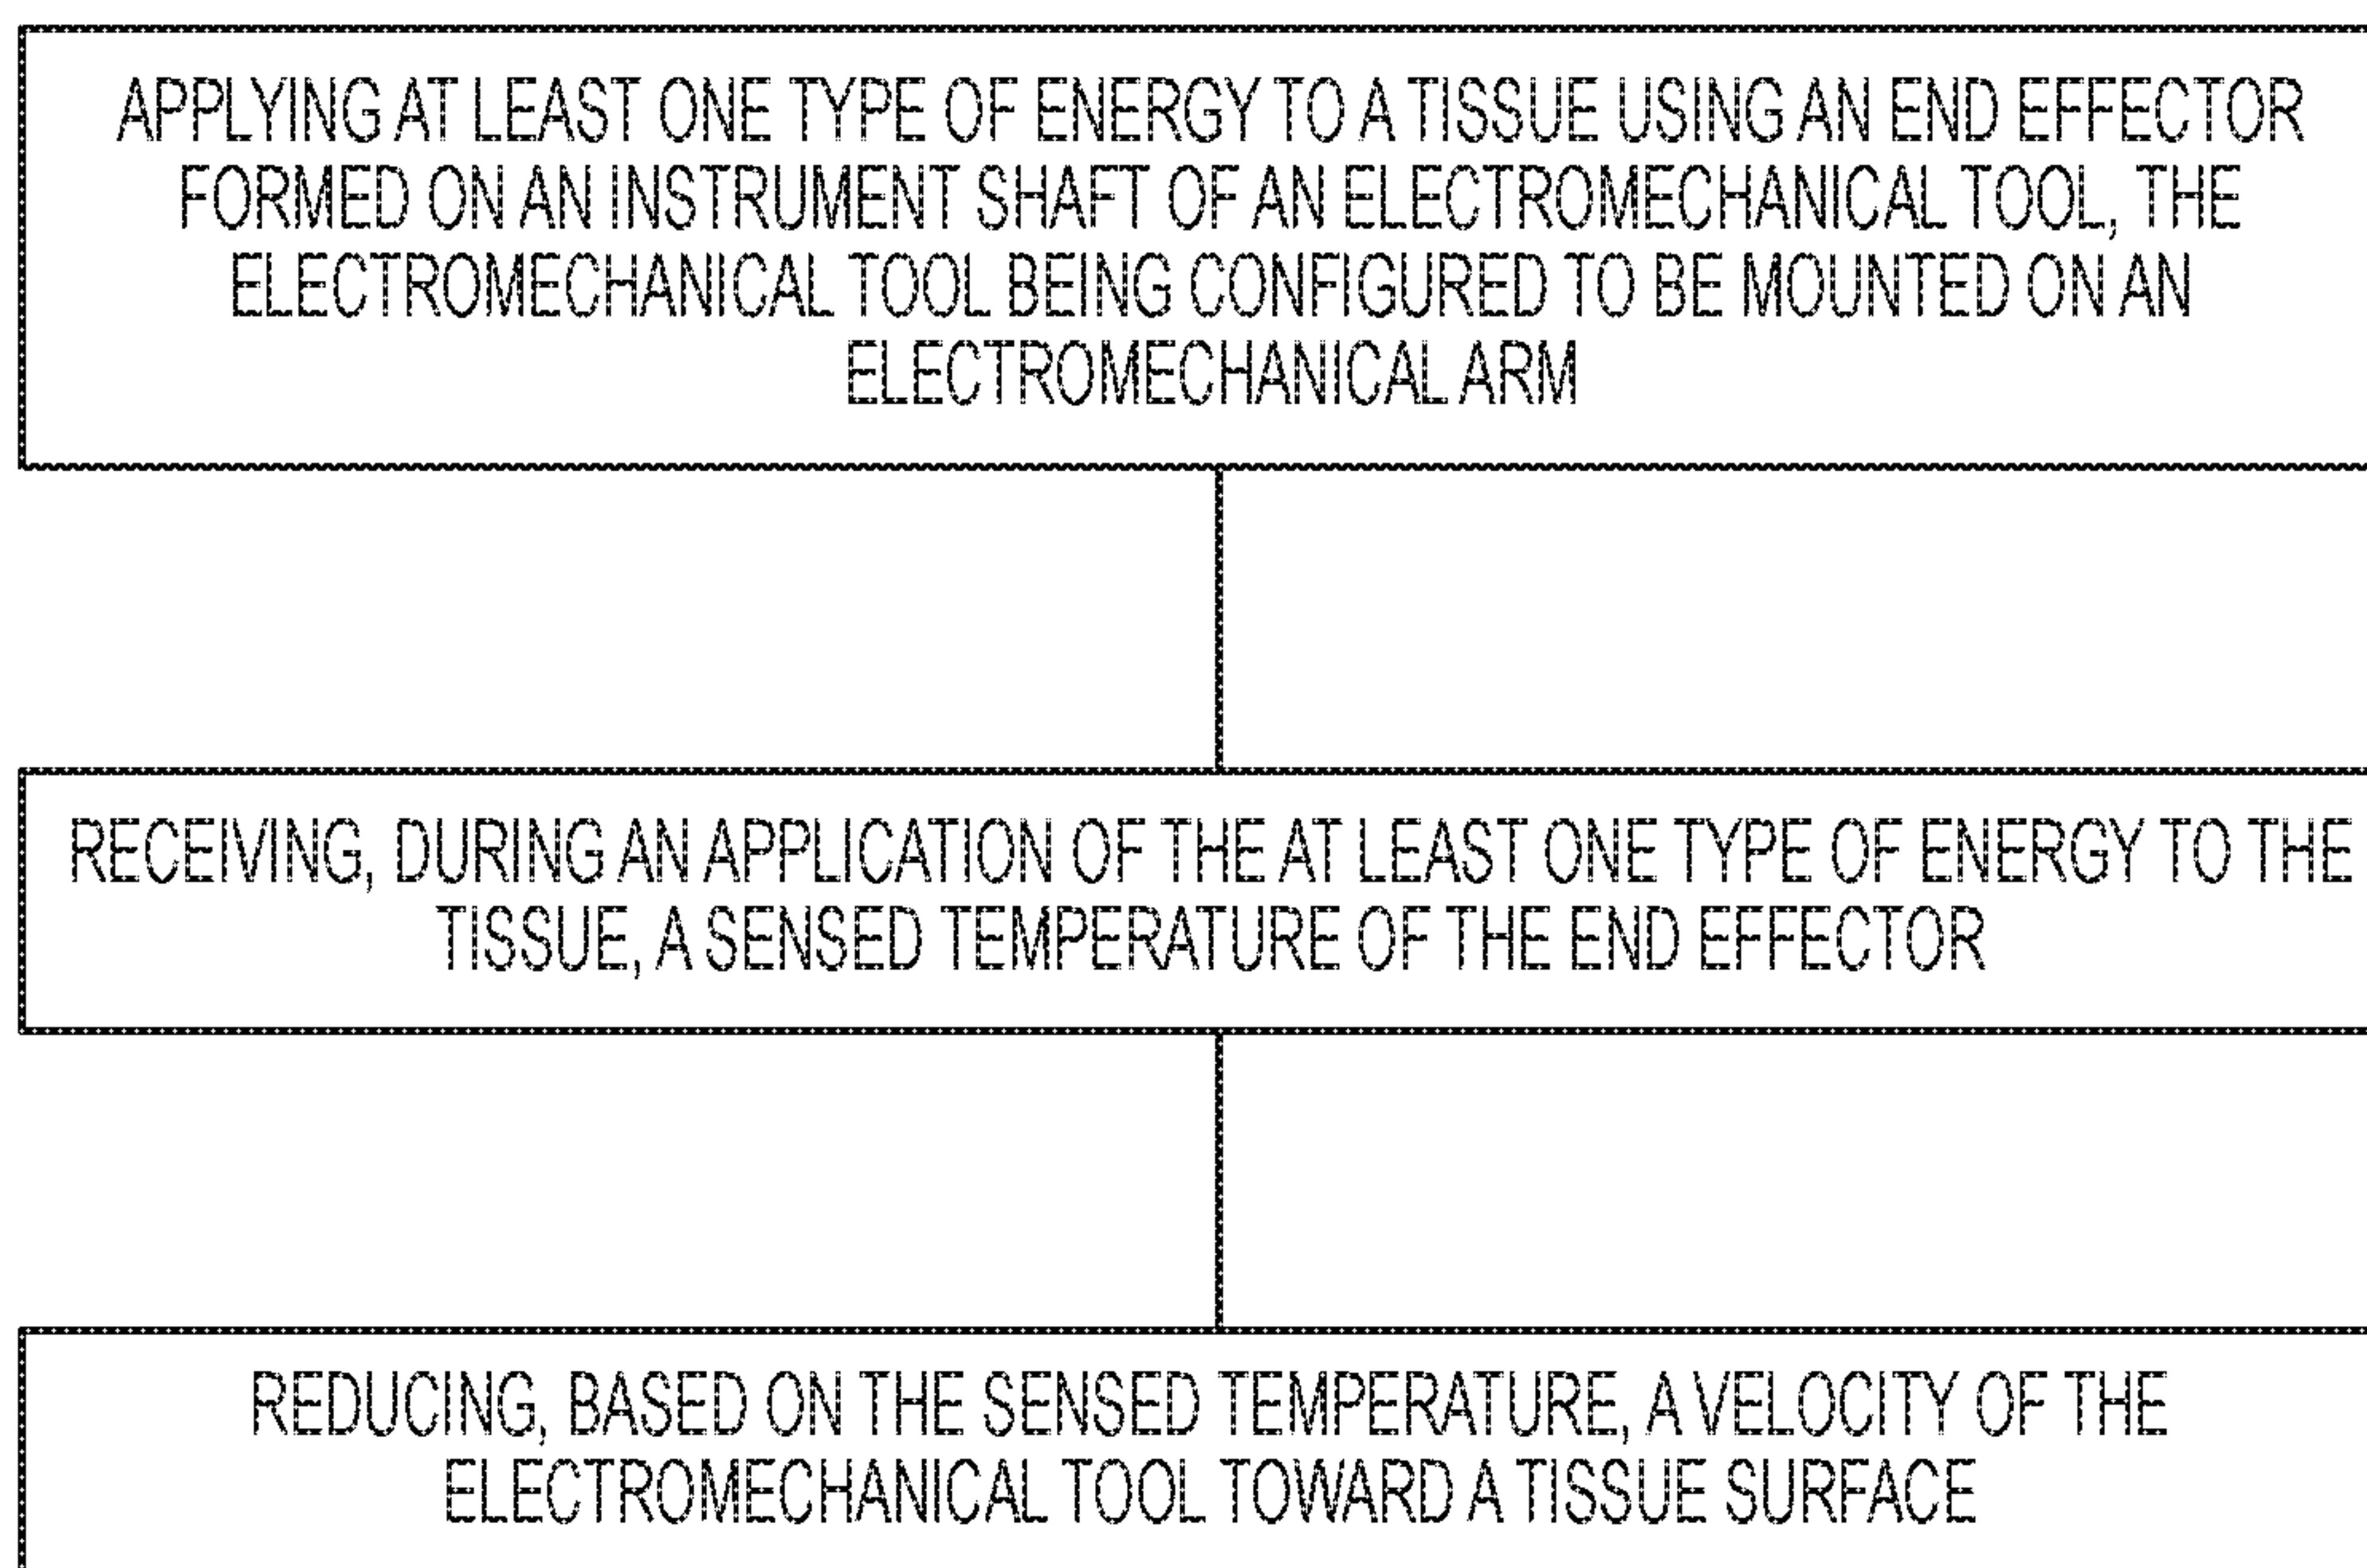 APPLYING AT LEAST ONE TYPE OF ENERGY TO A TISSUE USING AN END EFFECTOR
FORMED ON AN INSTRUMENT SHAFT OF AN ELECTROMECHANICAL TOOL, THE
ELECTROMECHANICAL TOOL BEING CONFIGURED TO BE MOUNTED ON AN
ELECTROMECHANICAL ARM
RECEIVING, DURING AN APPLICATION OF THE AT LEAST ONE TYPE OF ENERGY TO THE
TISSUE, A SENSED TEMPERATURE OF THE END EFFECTOR
REDUCING, BASED ON THE SENSED TEMPERATURE, A VELOCITY OF THE
ELECTROMECHANICAL TOOL TOWARD A TISSUE SURFACE